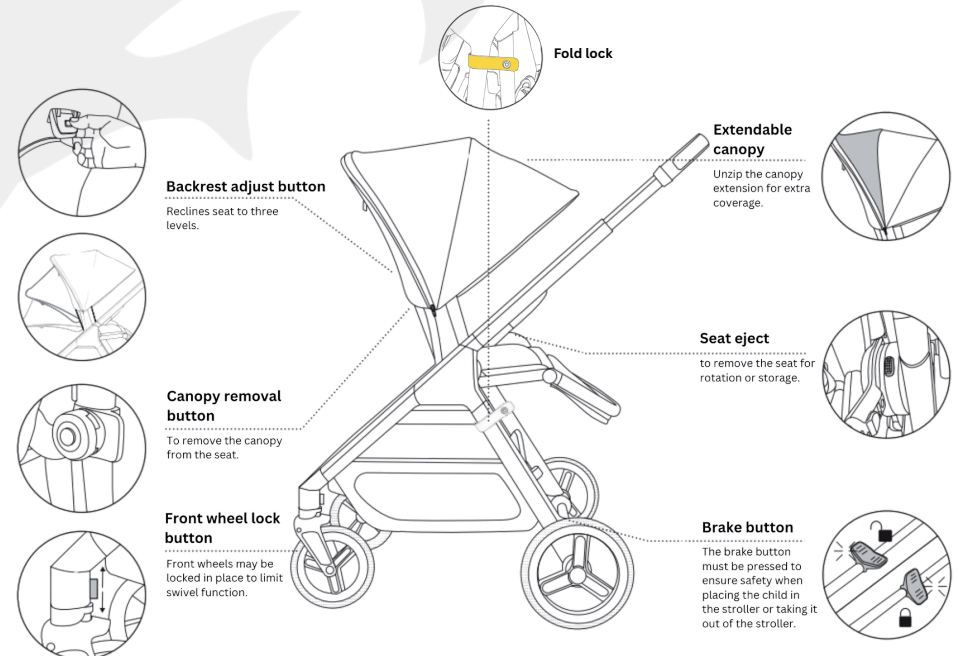 Fold lock
Extendable
canopy
Unzip the canopy
extension for extra
coverage.
Backrest adjust button
Reclines seat to three
levels.
Seat eject
to remove the seat for
rotation or storage.
Canopy removal
button
To remove the canopy
from the seat.
Front wheel lock
button
Front wheels may be
locked in place to limit
swivel function.
Brake button
The brake button
must be pressed to
ensure safety when
placing the child in
the stroller or taking it
out of the stroller.